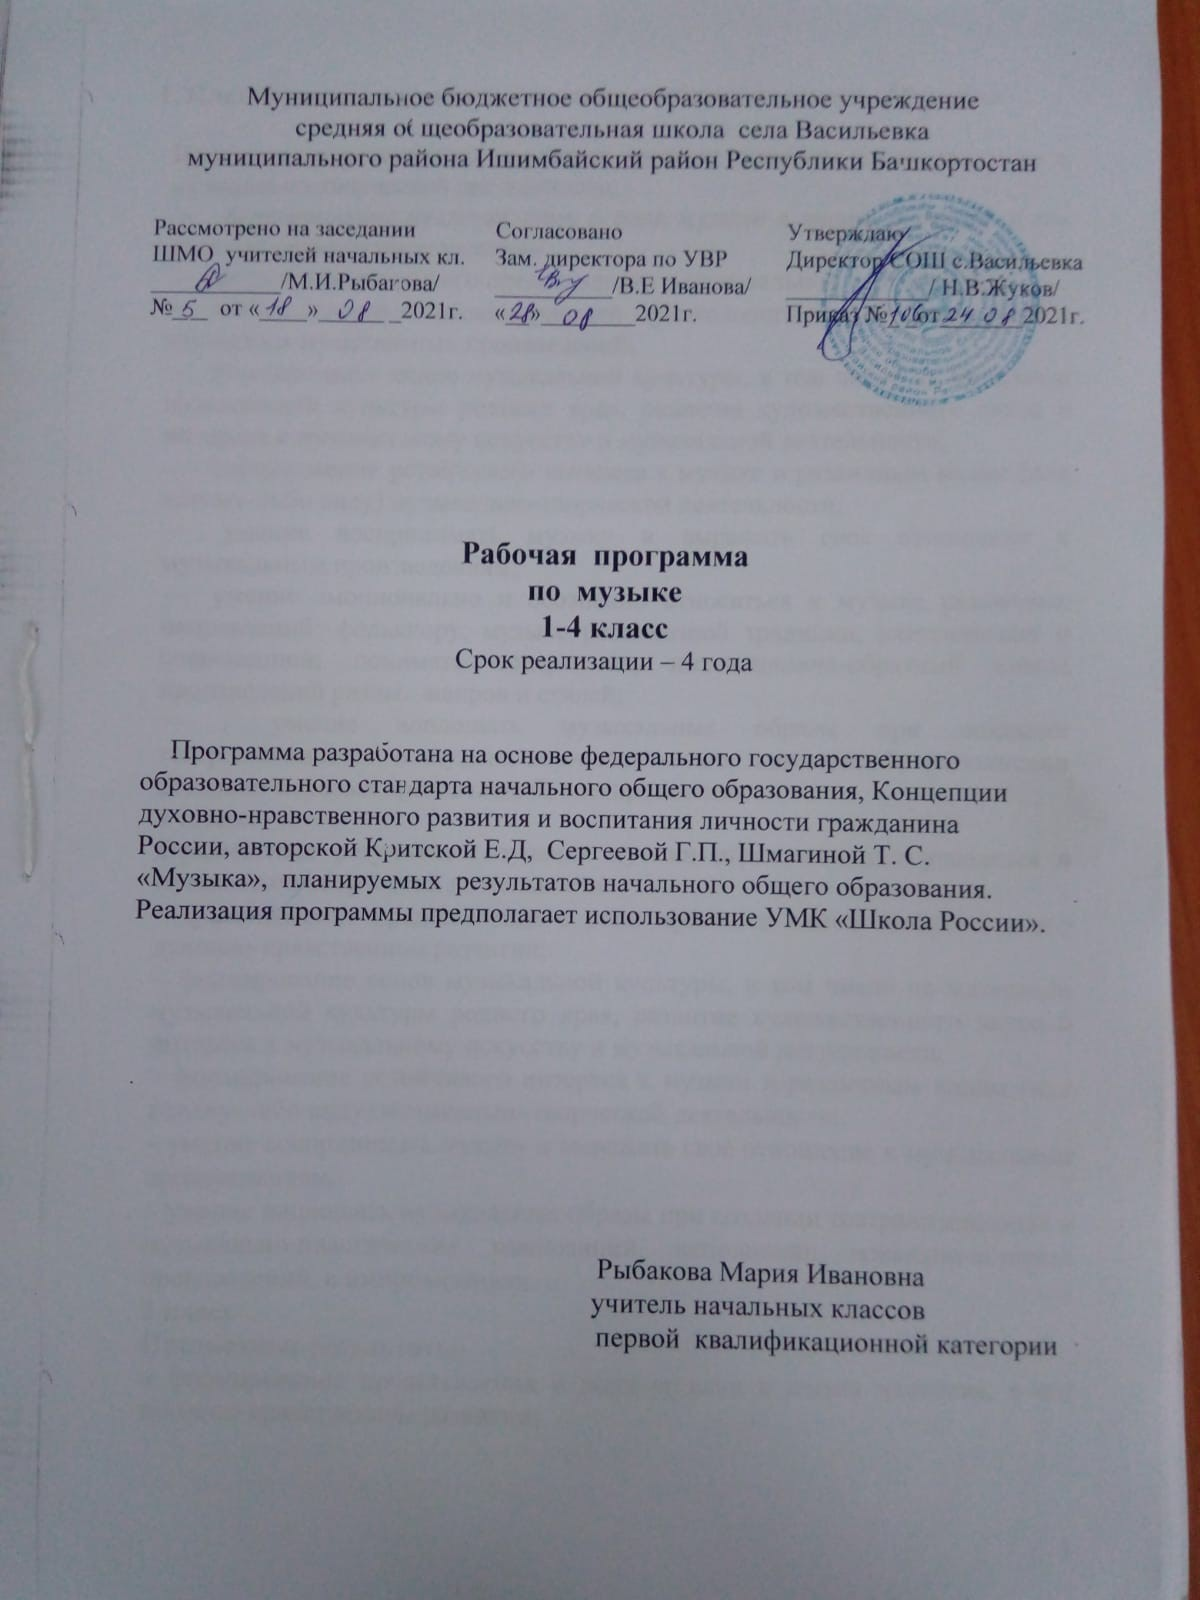 Муниципальное бюджетное общеобразовательное учреждение
средняя общеобразовательная школа села Васильевка
муниципального района Ишимбайский район Республики Башкортостан
Рассмотрено на заседании
ШМО учителей начальных кл.
____________/М.И.Рыбакова/
№ 5 от «18» 08 2021г.
Согласовано
Зам. директора по УВР
__________/В.Е Иванова/
«28» 08 2021г.
Утверждаю
Директор СОШ с.Васильевка
____________/ Н.В.Жуков/
Приказ №106 от 24 08 2021г.
Рабочая программа
по музыке
1-4 класс
Срок реализации – 4 года
Программа разработана на основе федерального государственного
образовательного стандарта начального общего образования, Концепции
духовно-нравственного развития и воспитания личности гражданина
России, авторской Критской Е.Д, Сергеевой Г.П., Шмагиной Т. С.
«Музыка», планируемых результатов начального общего образования.
Реализация программы предполагает использование УМК «Школа России».
Рыбакова Мария Ивановна
учитель начальных классов
первой квалификационной категории